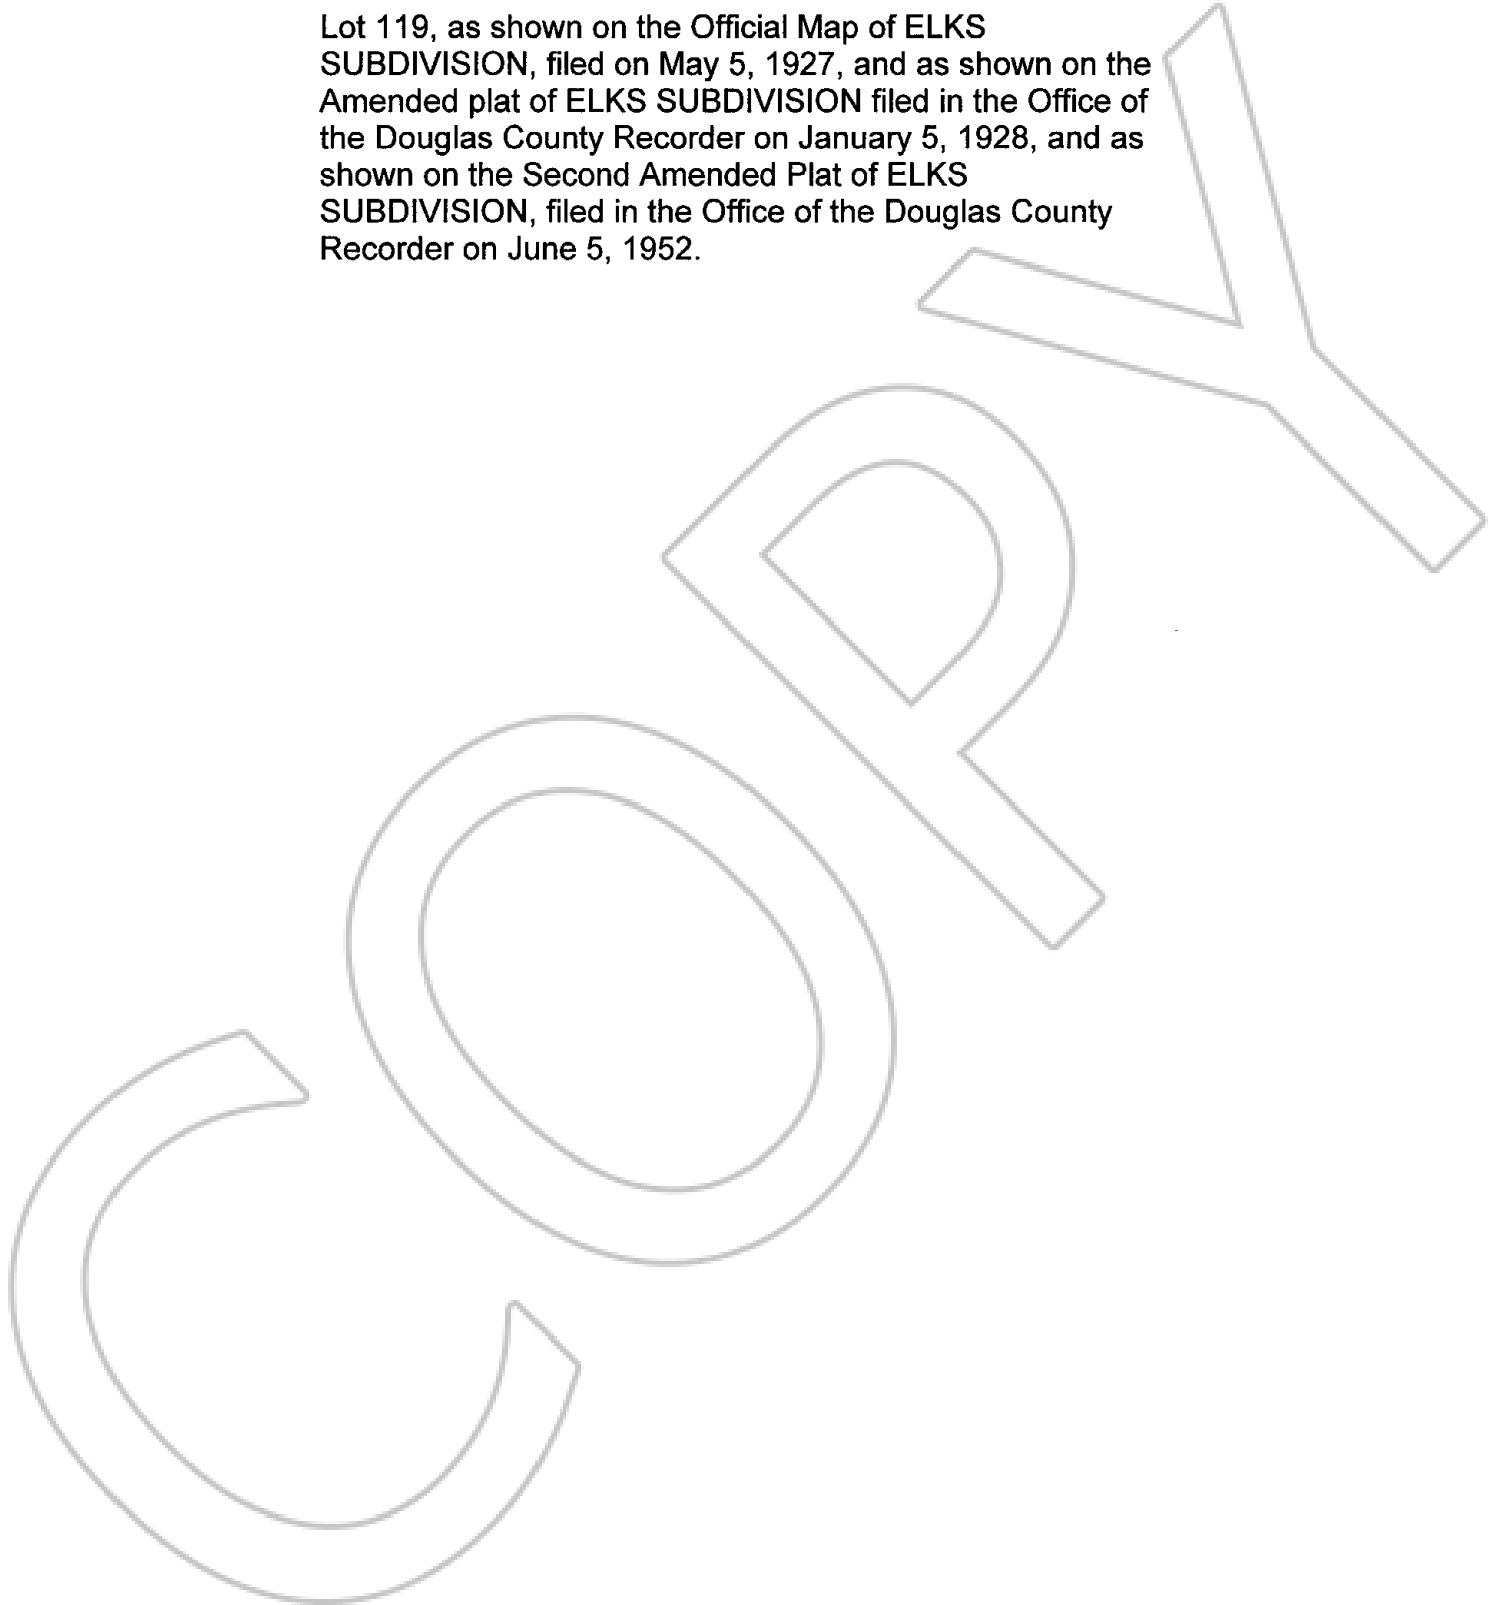 Lot 119, as shown on the Official Map of ELKS
SUBDIVISION, filed on May 5, 1927, and as shown on the
Amended plat of ELKS SUBDIVISION filed in the Office of
the Douglas County Recorder on January 5, 1928, and as
shown on the Second Amended Plat of ELKS
SUBDIVISION, filed in the Office of the Douglas County
Recorder on June 5, 1952.
COPY